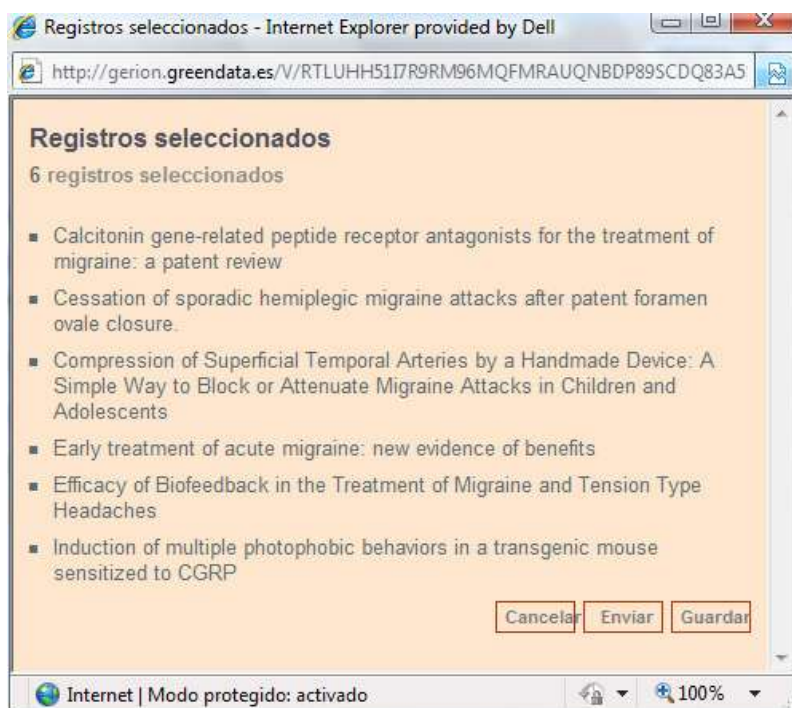 Registros seleccionados - Internet Explorer provided by Dell
http://gerion.greendata.es/V/RTLUHH51I7R9RM96MQFMRAUQNBDP89SCDQ83A5
Registros seleccionados
6 registros seleccionados
Calcitonin gene-related peptide receptor antagonists for the treatment of
migraine: a patent review
Cessation of sporadic hemiplegic migraine attacks after patent foramen
ovale closure.
Compression of Superficial Temporal Arteries by a Handmade Device: A
Simple Way to Block or Attenuate Migraine Attacks in Children and
Adolescents
Early treatment of acute migraine: new evidence of benefits
Efficacy of Biofeedback in the Treatment of Migraine and Tension Type
Headaches
Induction of multiple photophobic behaviors in a transgenic mouse
sensitized to CGRP
Cancelar Enviar Guardar
Internet | Modo protegido: activado 100%